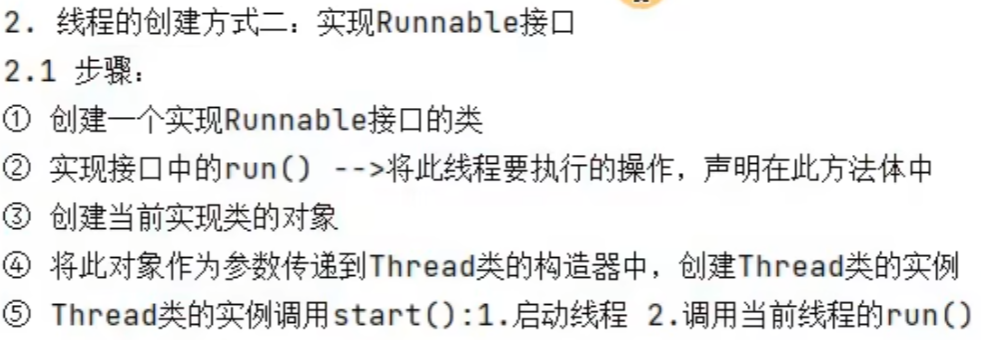 2. 线程的创建方式二：实现Runnable接口
2.1 步骤：
① 创建一个实现Runnable接口的类
② 实现接口中的run() -->将此线程要执行的操作，声明在此方法体中
③ 创建当前实现类的对象
④ 将此对象作为参数传递到Thread类的构造器中，创建Thread类的实例
⑤ Thread类的实例调用start():1.启动线程 2.调用当前线程的run()